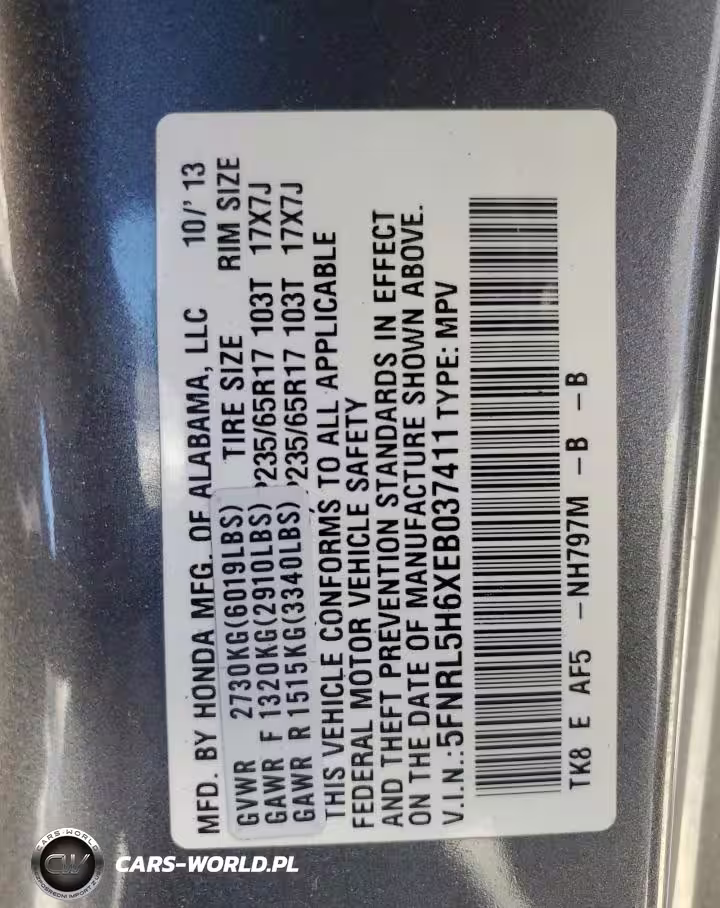 MFD. BY HONDA MFG. OF ALABAMA, LLC 10/' 13
TIRE SIZE RIM SIZE
GVWR 2730KG(6019LBS)
GAWR F 1320KG(2910LBS) P235/65R17 103T 17X7J
GAWR R 1515KG(3340LBS) P235/65R17 103T 17X7J
THIS VEHICLE CONFORMS TO ALL APPLICABLE
FEDERAL MOTOR VEHICLE SAFETY
AND THEFT PREVENTION STANDARDS IN EFFECT
ON THE DATE OF MANUFACTURE SHOWN ABOVE.
V.I.N.:5FNRL5H6XEB037411 TYPE: MPV
TK8 E AF5 -NH797M -B -B
CARS-WORLD
CW
CARS-WORLD.PL